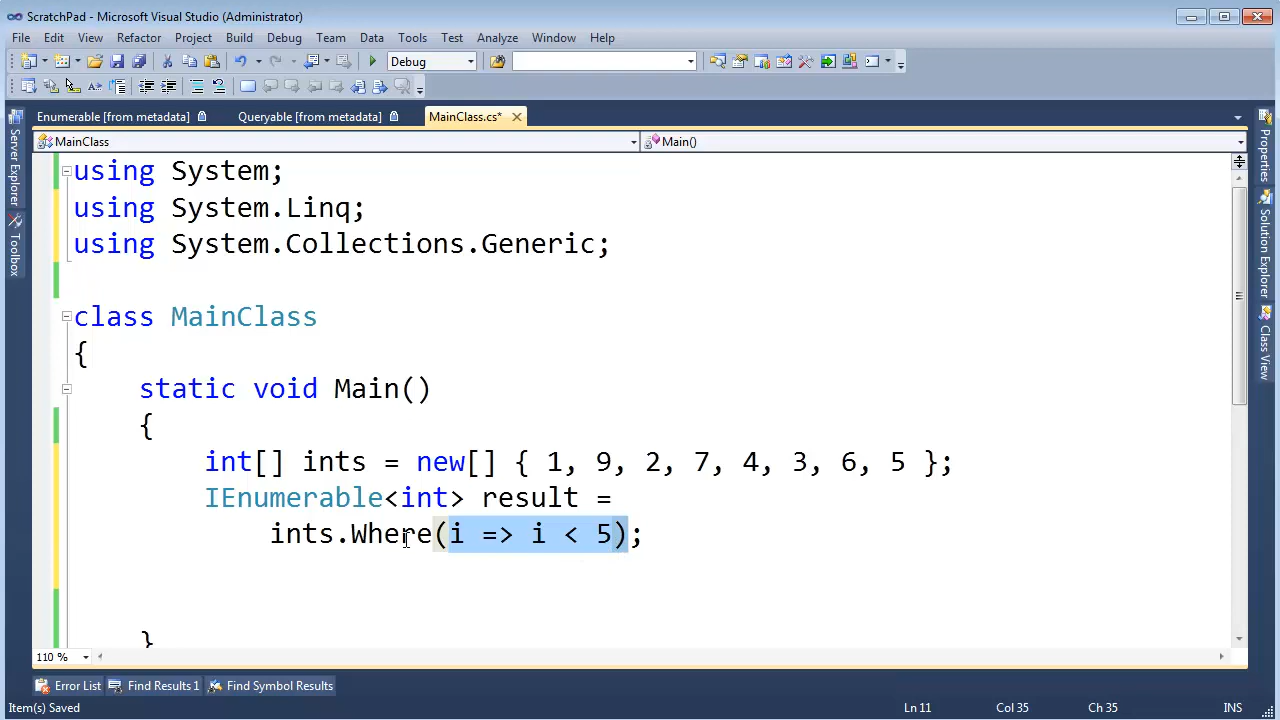 ScratchPad - Microsoft Visual Studio (Administrator)
File Edit View Refactor Project Build Debug Team Data Tools Test Analyze Window Help
Debug
Enumerable [from metadata] Queryable [from metadata] MainClass.cs*
MainClass Main()
Server Explorer
Toolbox
using System;
using System.Linq;
using System.Collections.Generic;
class MainClass
{
static void Main()
{
int[] ints = new[] { 1, 9, 2, 7, 4, 3, 6, 5 };
IEnumerable<int> result =
ints.Where(i => i < 5);
}
Properties
Solution Explorer
Class View
110 %
Error List Find Results 1 Find Symbol Results
Item(s) Saved Ln 11 Col 35 Ch 35 INS